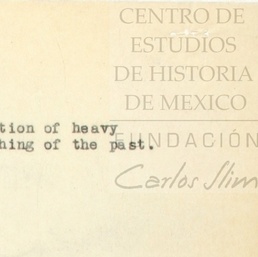 CENTRO DE
ESTUDIOS
DE HISTORIA
DE MEXICO
FUNDACIÓN
Carlos Slim
tion of heavy
hing of the past.